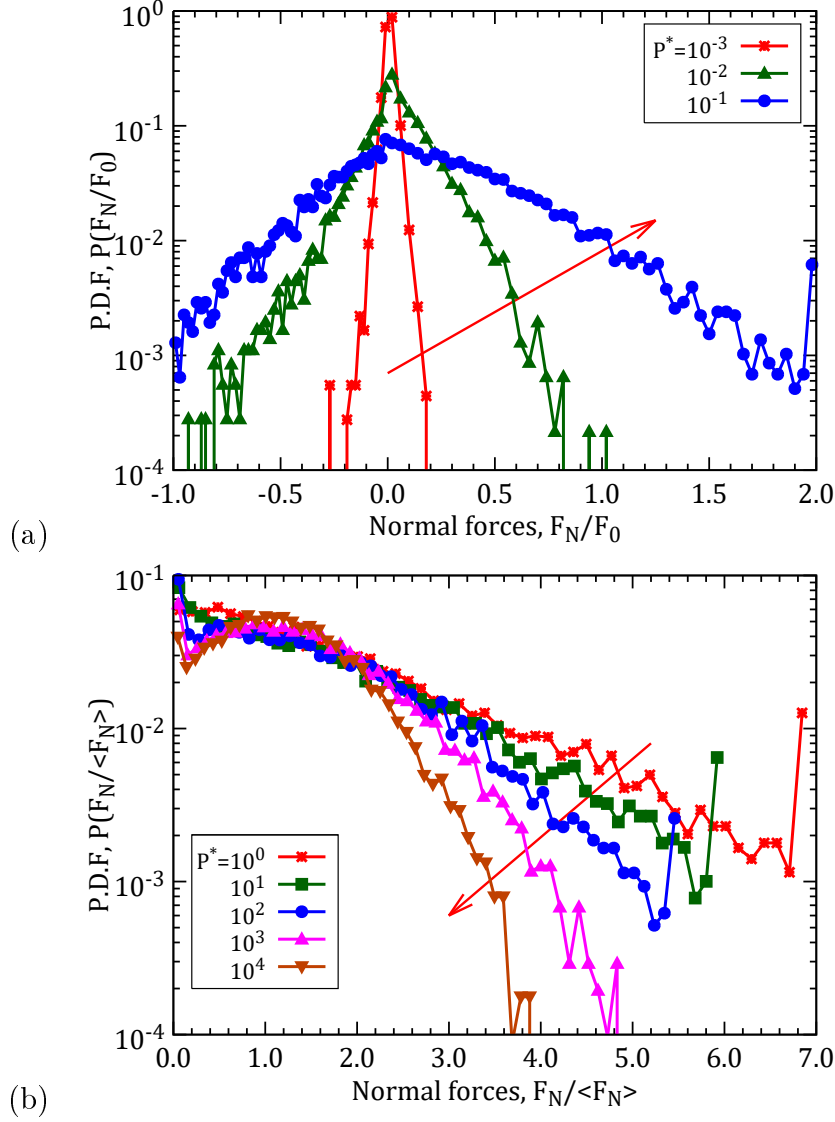 P.D.F, P(F_N/F_0)
10^0
10^-1
10^-2
10^-3
10^-4
P^*=10^-3
10^-2
10^-1
-1.0 -0.5 0.0 0.5 1.0 1.5 2.0
Normal forces, F_N/F_0
(a)
P.D.F, P(F_N/<F_N>)
10^-1
10^-2
10^-3
10^-4
P^*=10^0
10^1
10^2
10^3
10^4
0.0 1.0 2.0 3.0 4.0 5.0 6.0 7.0
Normal forces, F_N/<F_N>
(b)